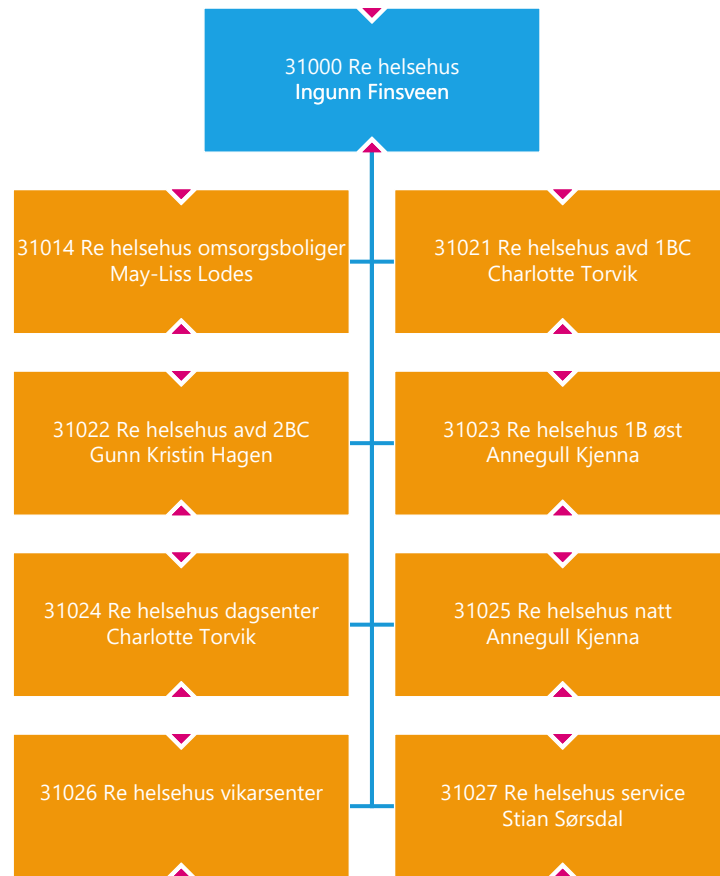 31000 Re helsehus
Ingunn Finsveen
31014 Re helsehus omsorgsboliger
May-Liss Lodes
31021 Re helsehus avd 1BC
Charlotte Torvik
31022 Re helsehus avd 2BC
Gunn Kristin Hagen
31023 Re helsehus 1B øst
Annegull Kjenna
31024 Re helsehus dagsenter
Charlotte Torvik
31025 Re helsehus natt
Annegull Kjenna
31026 Re helsehus vikarsenter
31027 Re helsehus service
Stian Sørsdal